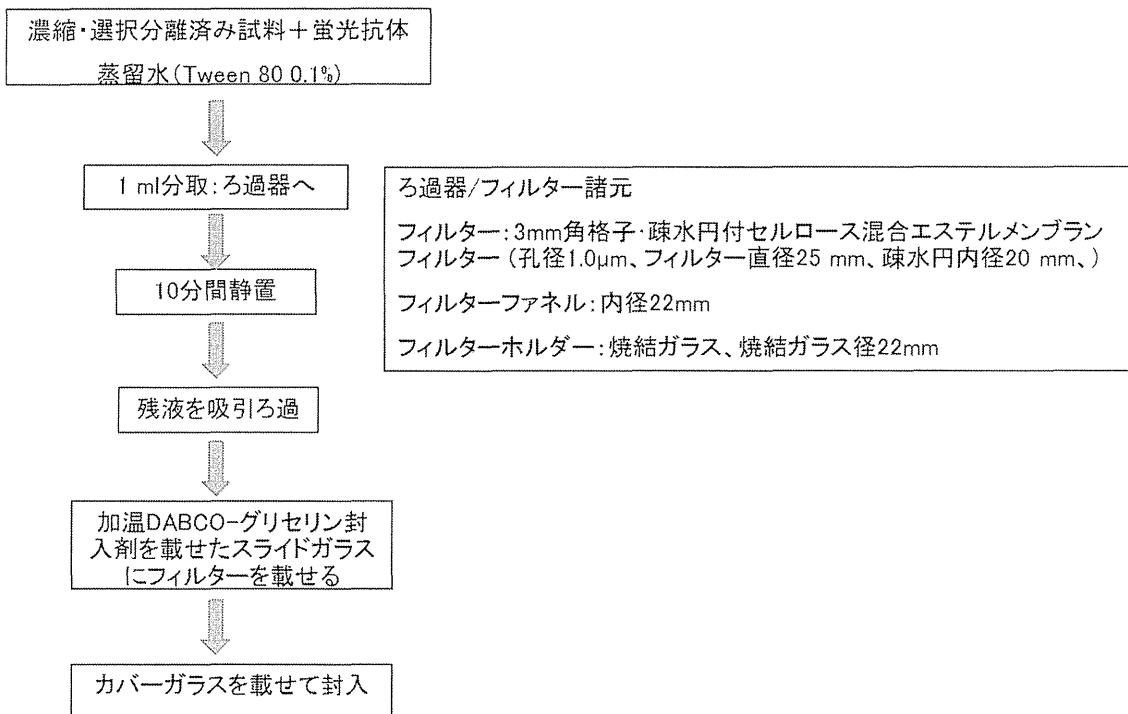 濃縮・選択分離済み試料＋蛍光抗体
蒸留水(Tween 80 0.1%)
1 ml分取:ろ過器へ
10分間静置
残液を吸引ろ過
加温DABCO-グリセリン封
入剤を載せたスライドガラス
にフィルターを載せる
カバーガラスを載せて封入
ろ過器/フィルター諸元
フィルター:3mm角格子・疎水円付セルロース混合エステルメンブラン
フィルター (孔径1.0μm、フィルター直径25 mm、疎水円内径20 mm、)
フィルターファネル:内径22mm
フィルターホルダー:焼結ガラス、焼結ガラス径22mm